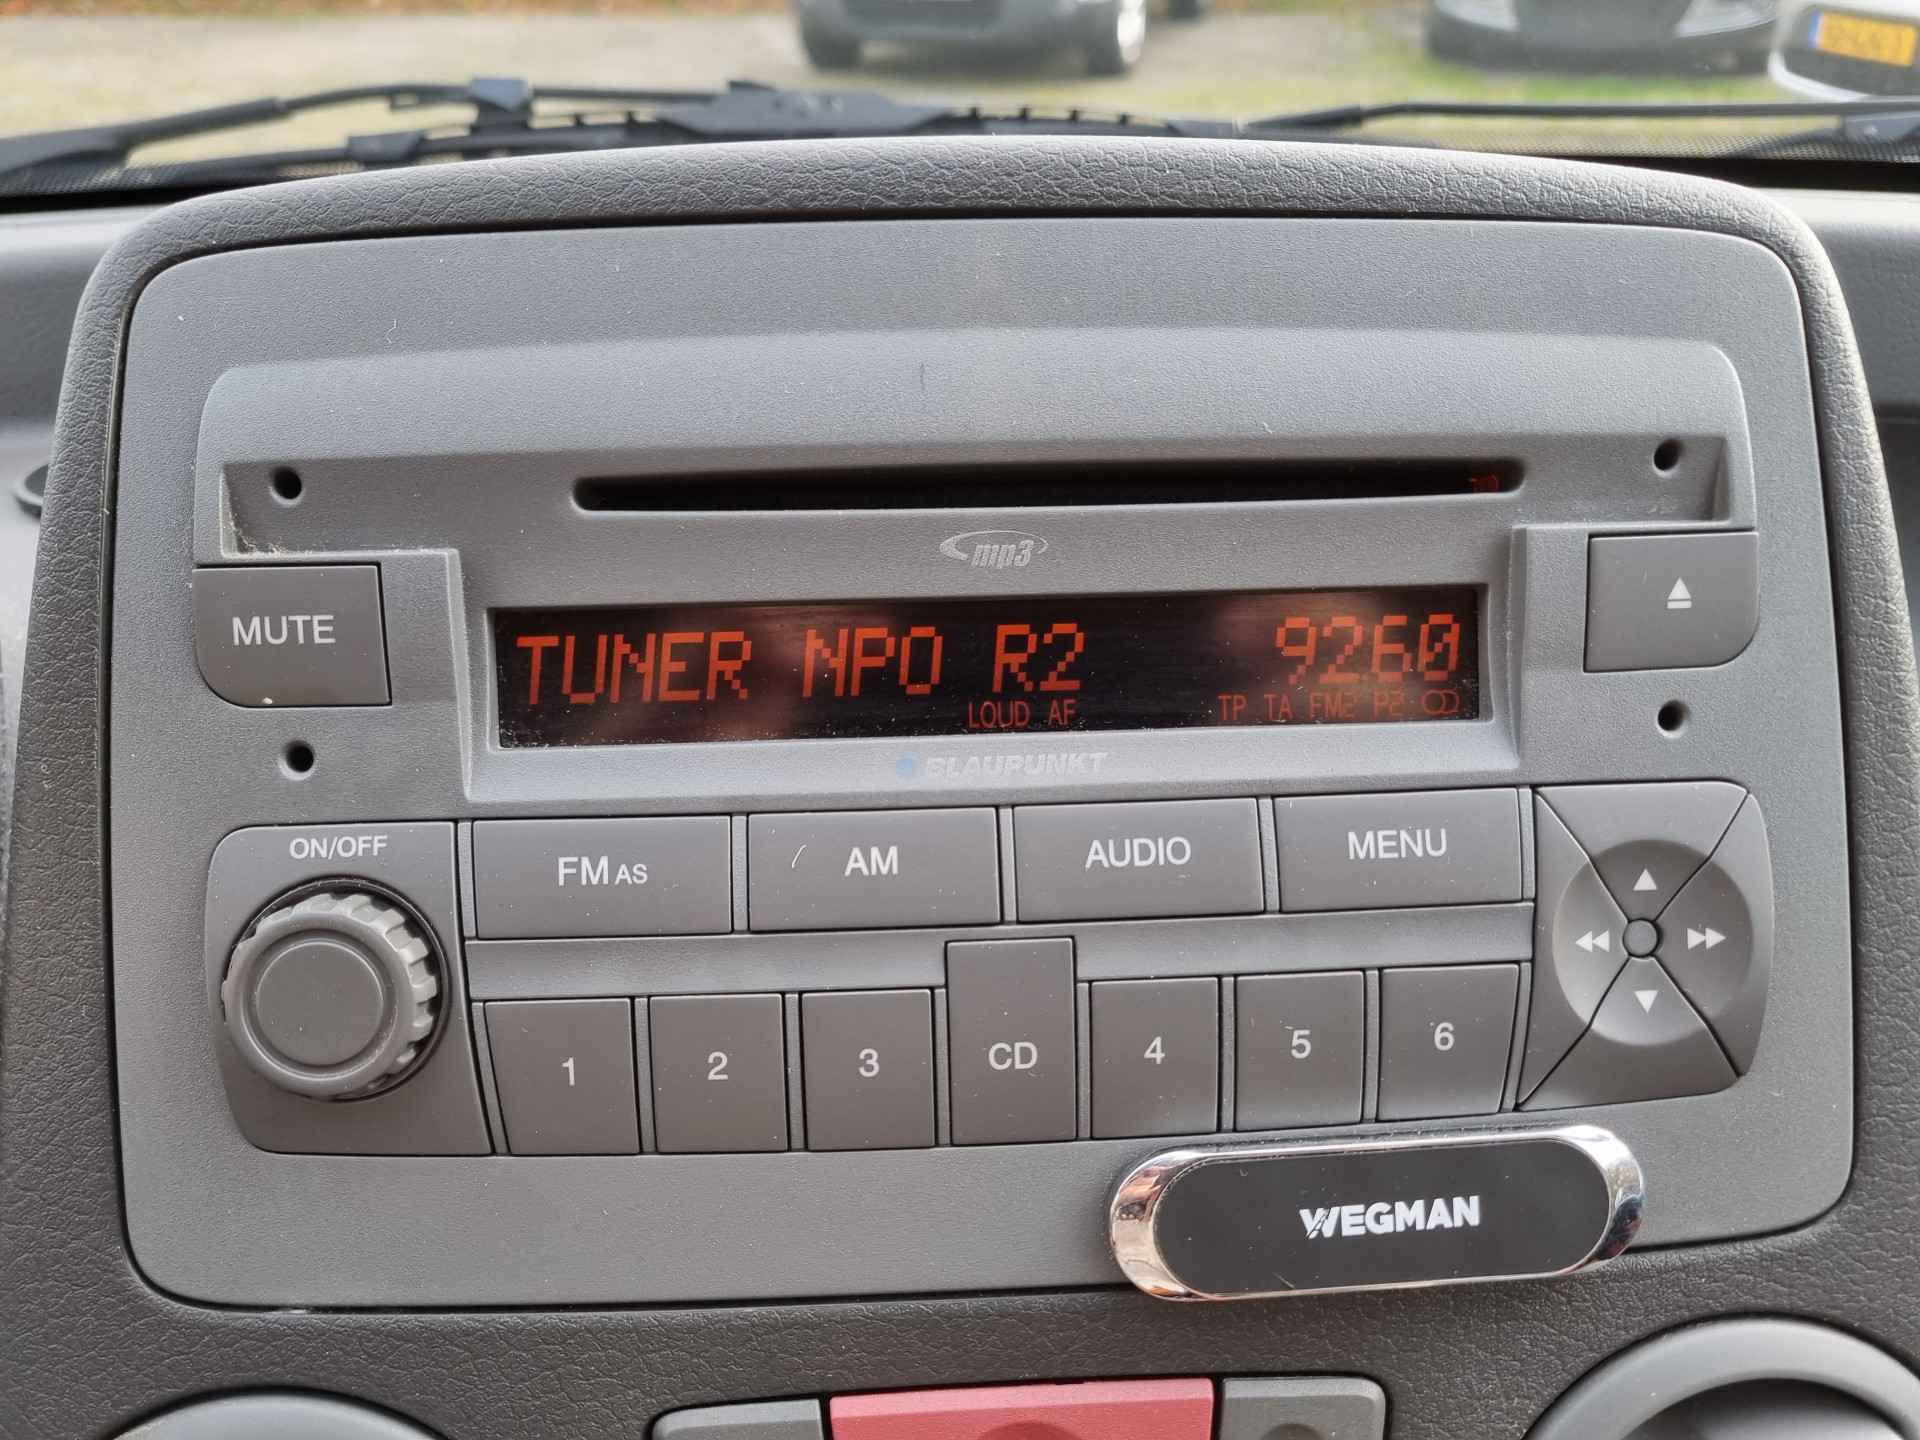 mp3
MUTE
TUNER NPO R2 92.60
LOUD AF TP TA FM2 P2
BLAUPUNKT
ON/OFF
FM AS AM AUDIO MENU
1 2 3 CD 4 5 6
WEGMAN